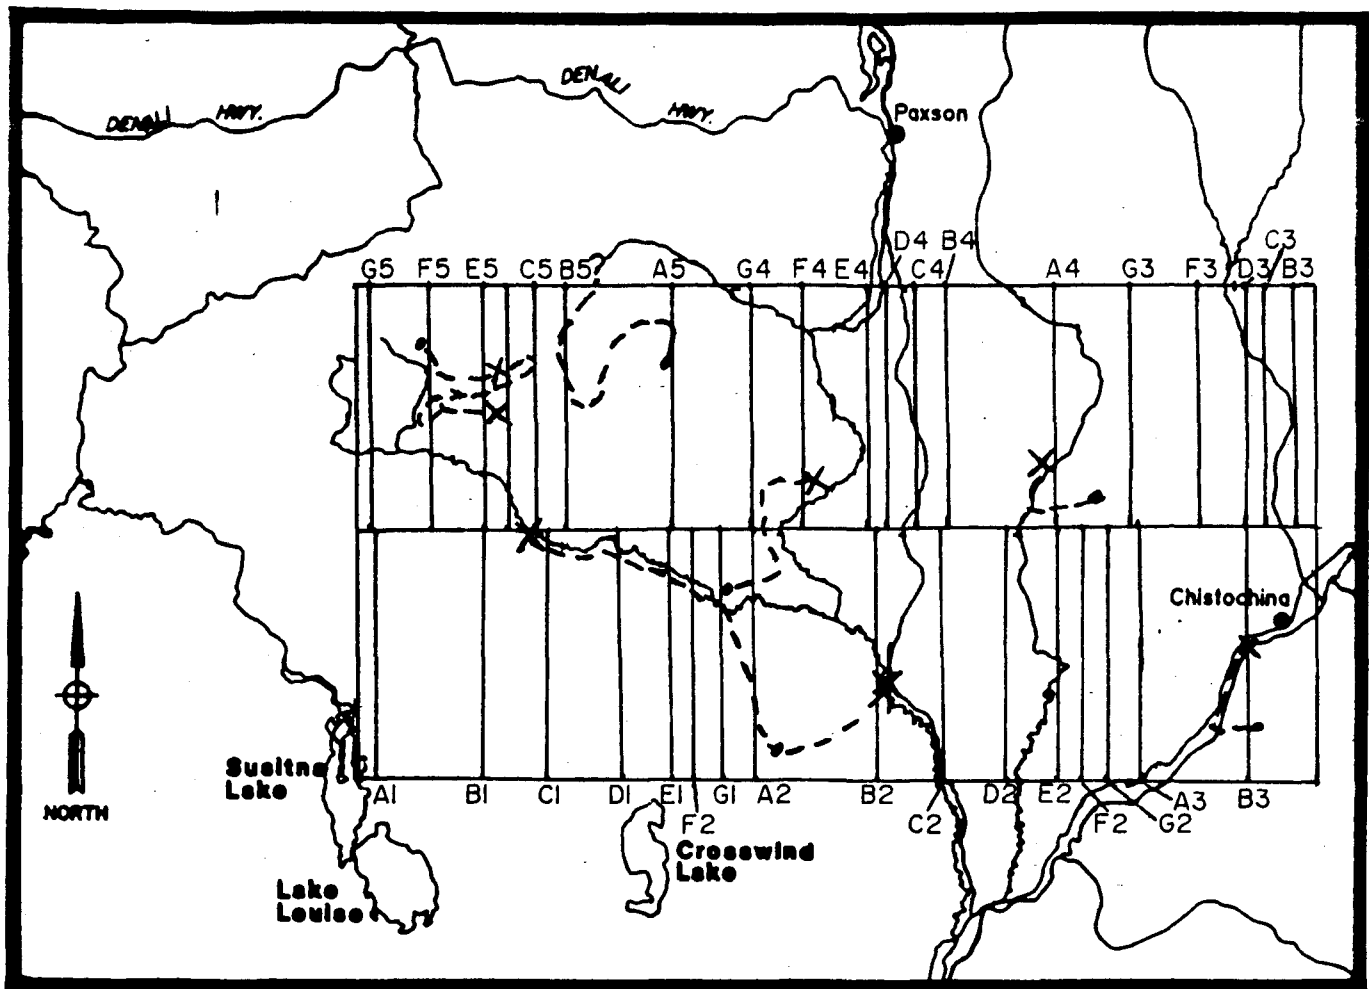 DENALI HWY.
DENALI HWY.
Paxson
D4 B4
C3
G5 F5 E5 C5 B5 A5 G4 F4 E4 C4 A4 G3 F3 D3 B3
Chistochina
NORTH
Susitna
Lake
A1 B1 C1 D1 E1 G1 A2 B2 D2 E2 A3 B3
F2 C2 F2 G2
Crosswind
Lake
Lake
Louise